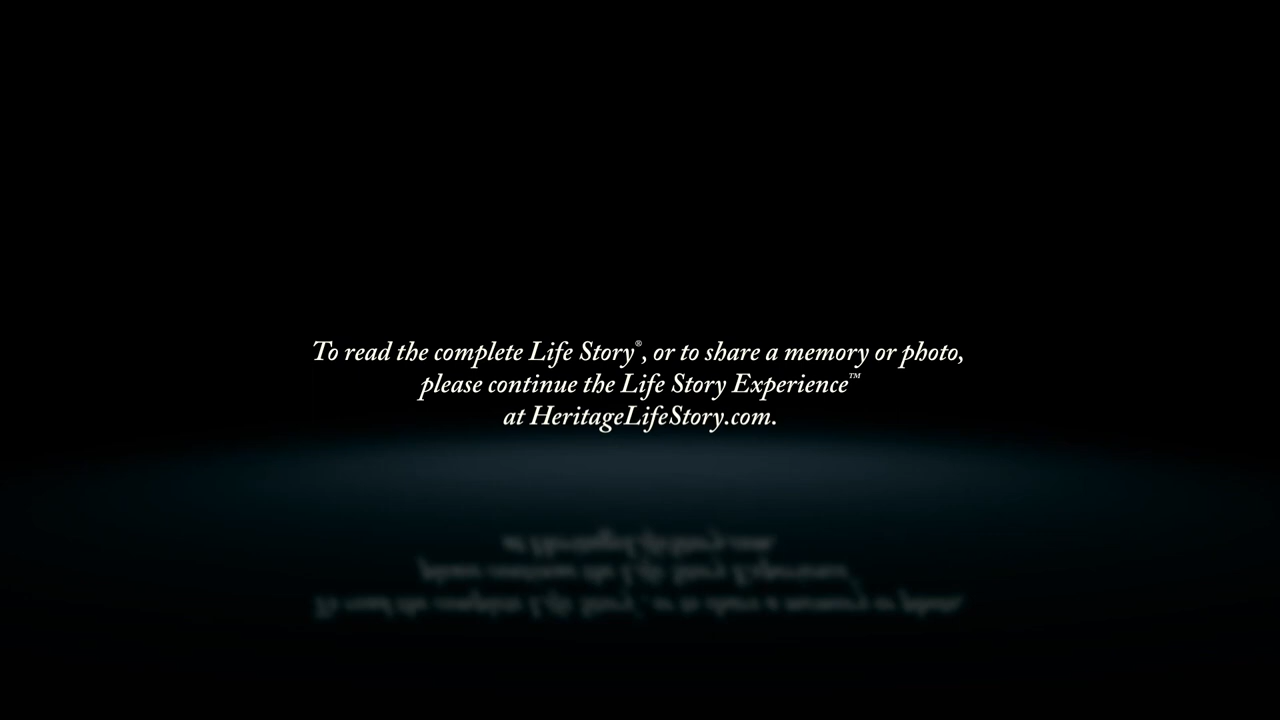 To read the complete Life Story®, or to share a memory or photo,
please continue the Life Story Experience™
at HeritageLifeStory.com.